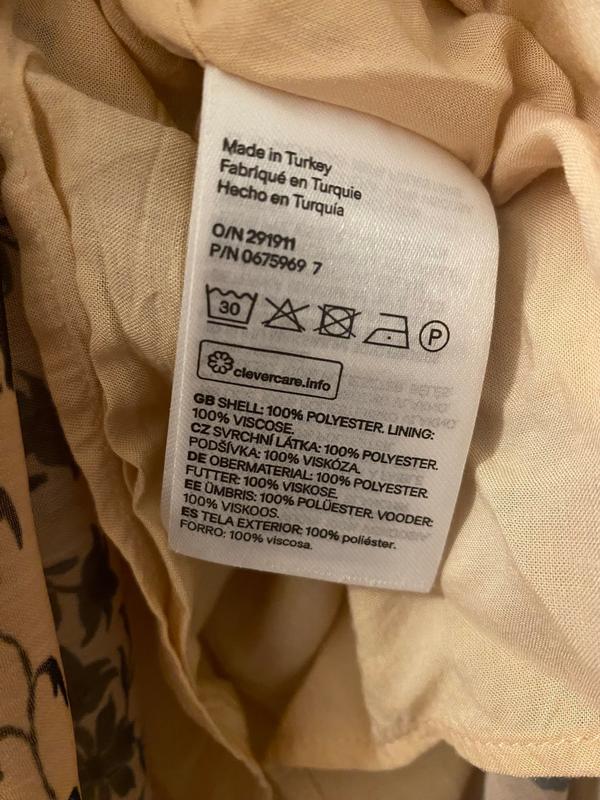 Made in Turkey
Fabriqué en Turquie
Hecho en Turquía
O/N 291911
P/N 0675969 7
30
P
clevercare.info
GB SHELL: 100% POLYESTER. LINING:
100% VISCOSE.
CZ SVRCHNÍ LÁTKA: 100% POLYESTER.
PODŠÍVKA: 100% VISKÓZA.
DE OBERMATERIAL: 100% POLYESTER.
FUTTER: 100% VISKOSE.
EE ÜMBRIS: 100% POLÜESTER. VOODER:
100% VISKOOS.
ES TELA EXTERIOR: 100% poliéster.
FORRO: 100% viscosa.